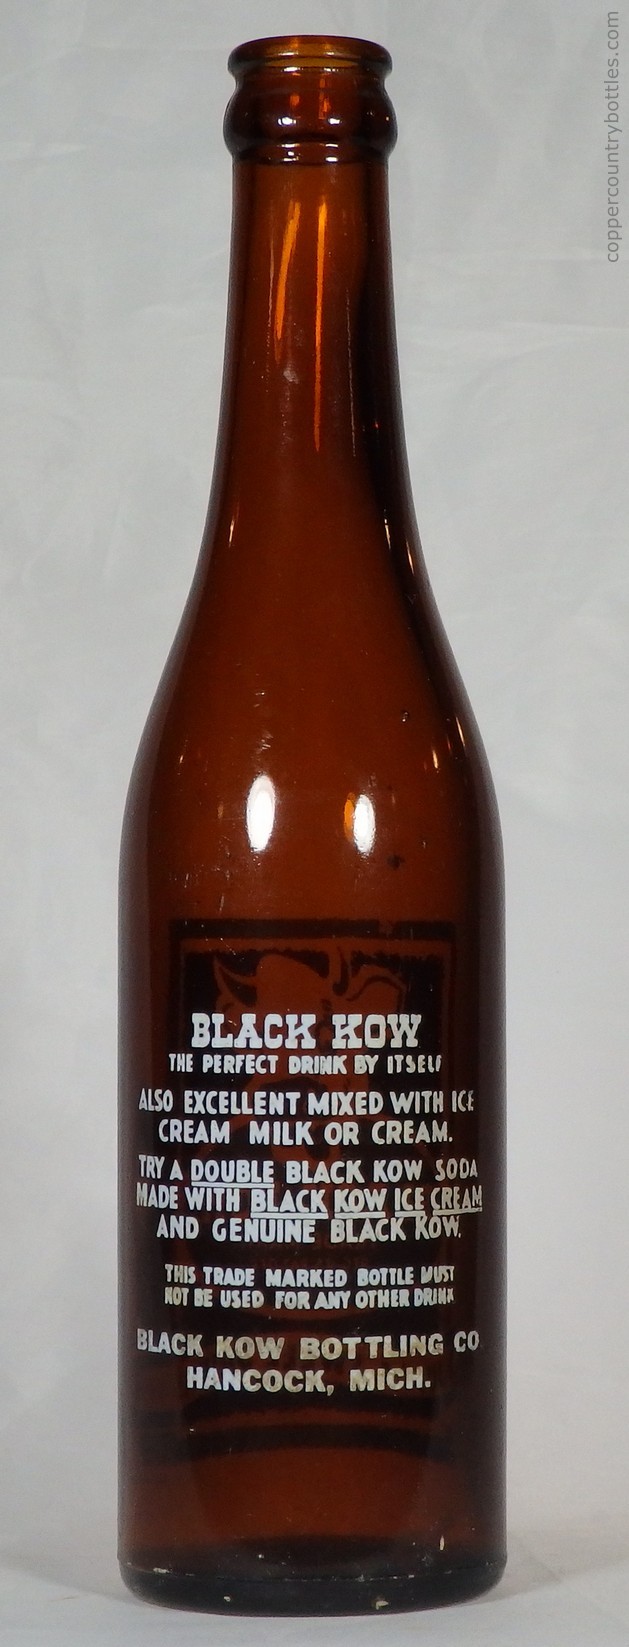 coppercountrybottles.com
BLACK KOW
THE PERFECT DRINK BY ITSELF
ALSO EXCELLENT MIXED WITH ICE
CREAM MILK OR CREAM.
TRY A DOUBLE BLACK KOW SODA
MADE WITH BLACK KOW ICE CREAM
AND GENUINE BLACK KOW.
THIS TRADE MARKED BOTTLE MUST
NOT BE USED FOR ANY OTHER DRINK
BLACK KOW BOTTLING CO.
HANCOCK, MICH.